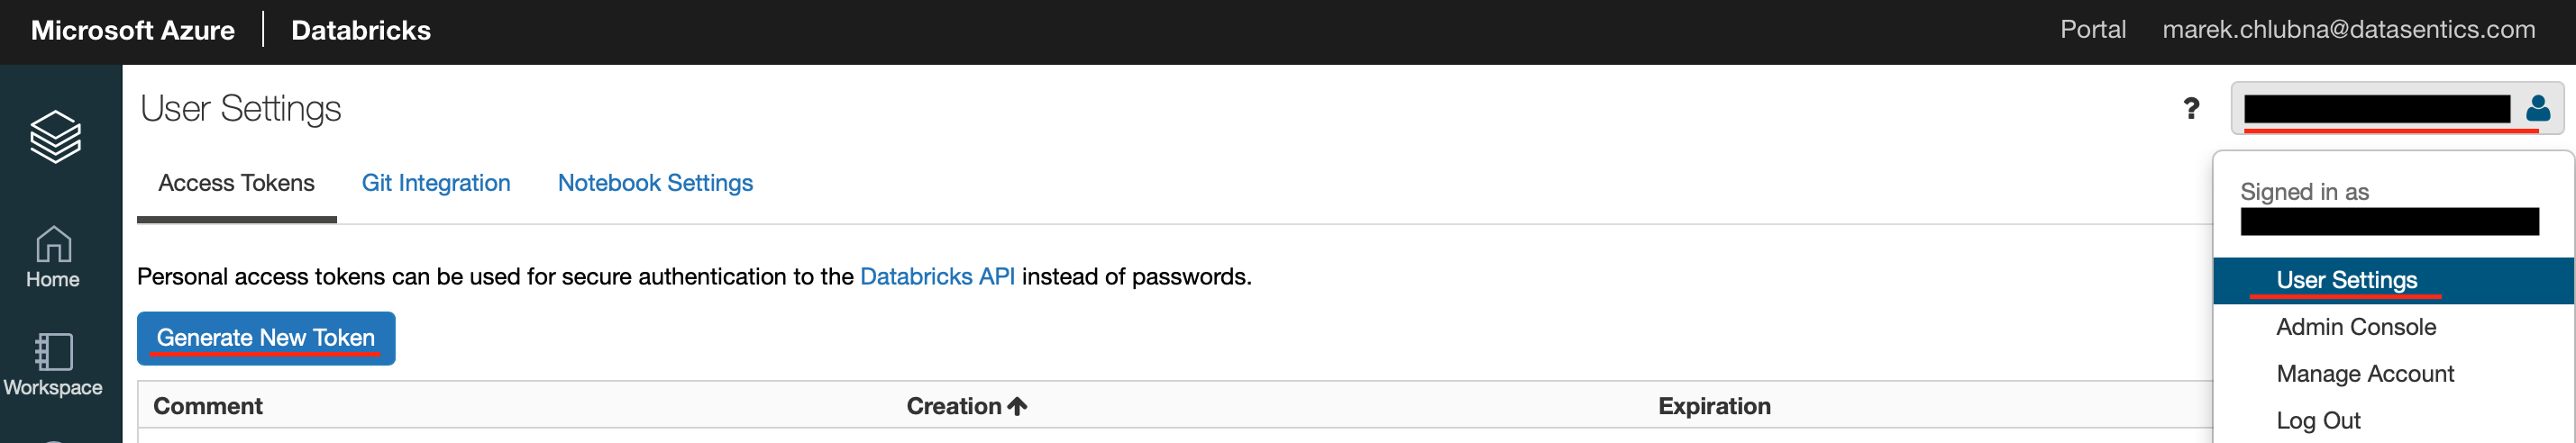 Microsoft Azure | Databricks
Portal marek.chlubna@datasentics.com
User Settings
?
Access Tokens Git Integration Notebook Settings
Signed in as
Home
Personal access tokens can be used for secure authentication to the Databricks API instead of passwords.
User Settings
Generate New Token
Admin Console
Workspace
Manage Account
Comment Creation Expiration
Log Out